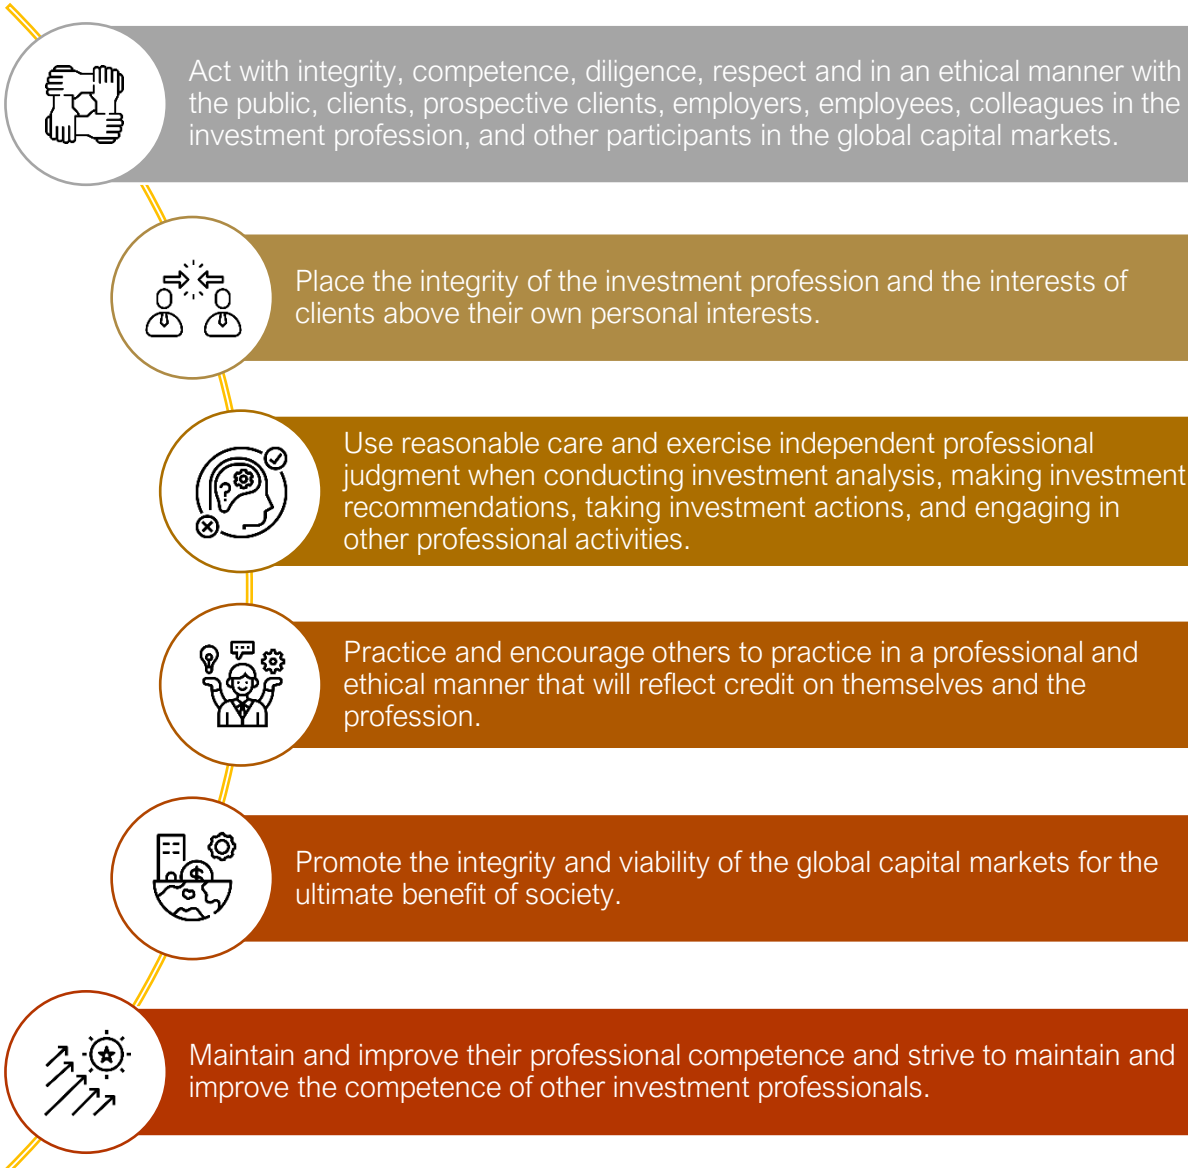 Act with integrity, competence, diligence, respect and in an ethical manner with
the public, clients, prospective clients, employers, employees, colleagues in the
investment profession, and other participants in the global capital markets.
Place the integrity of the investment profession and the interests of
clients above their own personal interests.
Use reasonable care and exercise independent professional
judgment when conducting investment analysis, making investment
recommendations, taking investment actions, and engaging in
other professional activities.
Practice and encourage others to practice in a professional and
ethical manner that will reflect credit on themselves and the
profession.
Promote the integrity and viability of the global capital markets for the
ultimate benefit of society.
Maintain and improve their professional competence and strive to maintain and
improve the competence of other investment professionals.